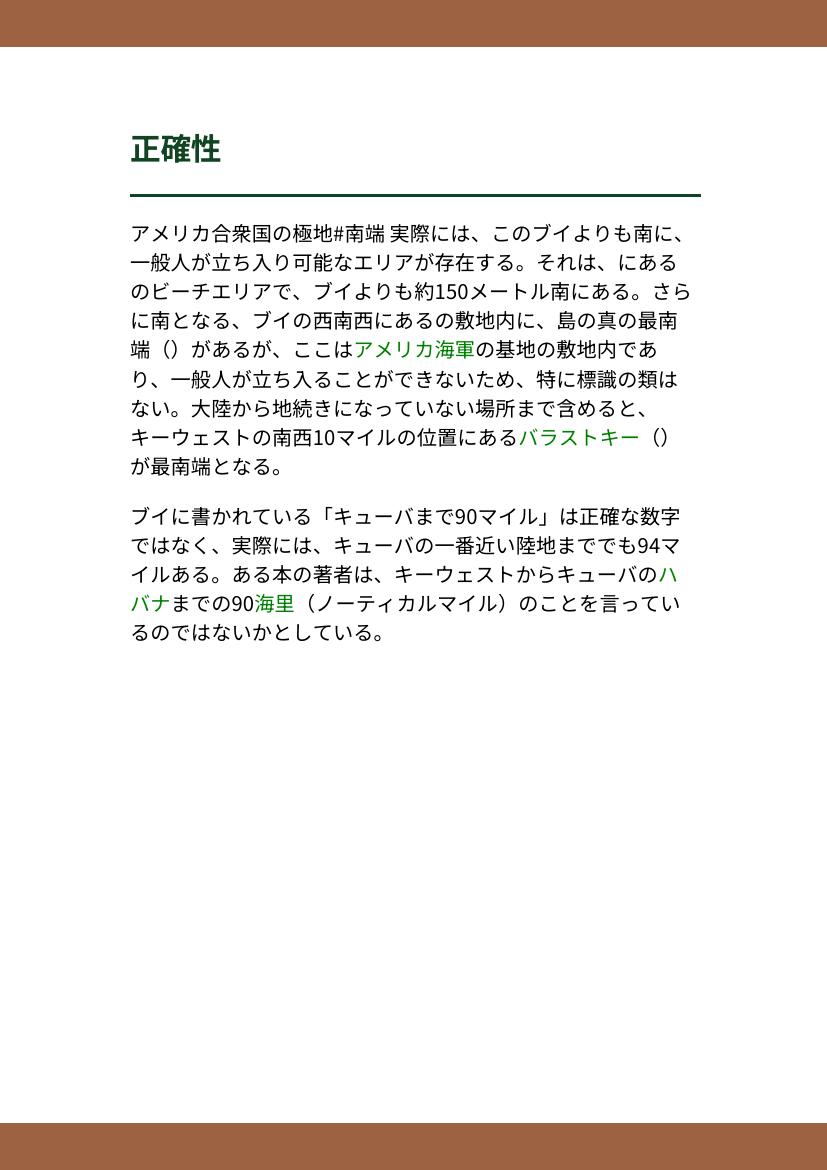 正確性
アメリカ合衆国の極地#南端 実際には、このブイよりも南に、
一般人が立ち入り可能なエリアが存在する。それは、にある
のビーチエリアで、ブイよりも約150メートル南にある。さら
に南となる、ブイの西南西にあるの敷地内に、島の真の最南
端（）があるが、ここはアメリカ海軍の基地の敷地内であ
り、一般人が立ち入ることができないため、特に標識の類は
ない。大陸から地続きになっていない場所まで含めると、
キーウェストの南西10マイルの位置にあるバラストキー（）
が最南端となる。
ブイに書かれている「キューバまで90マイル」は正確な数字
ではなく、実際には、キューバの一番近い陸地まででも94マ
イルある。ある本の著者は、キーウェストからキューバのハ
バナまでの90海里（ノーティカルマイル）のことを言ってい
るのではないかとしている。